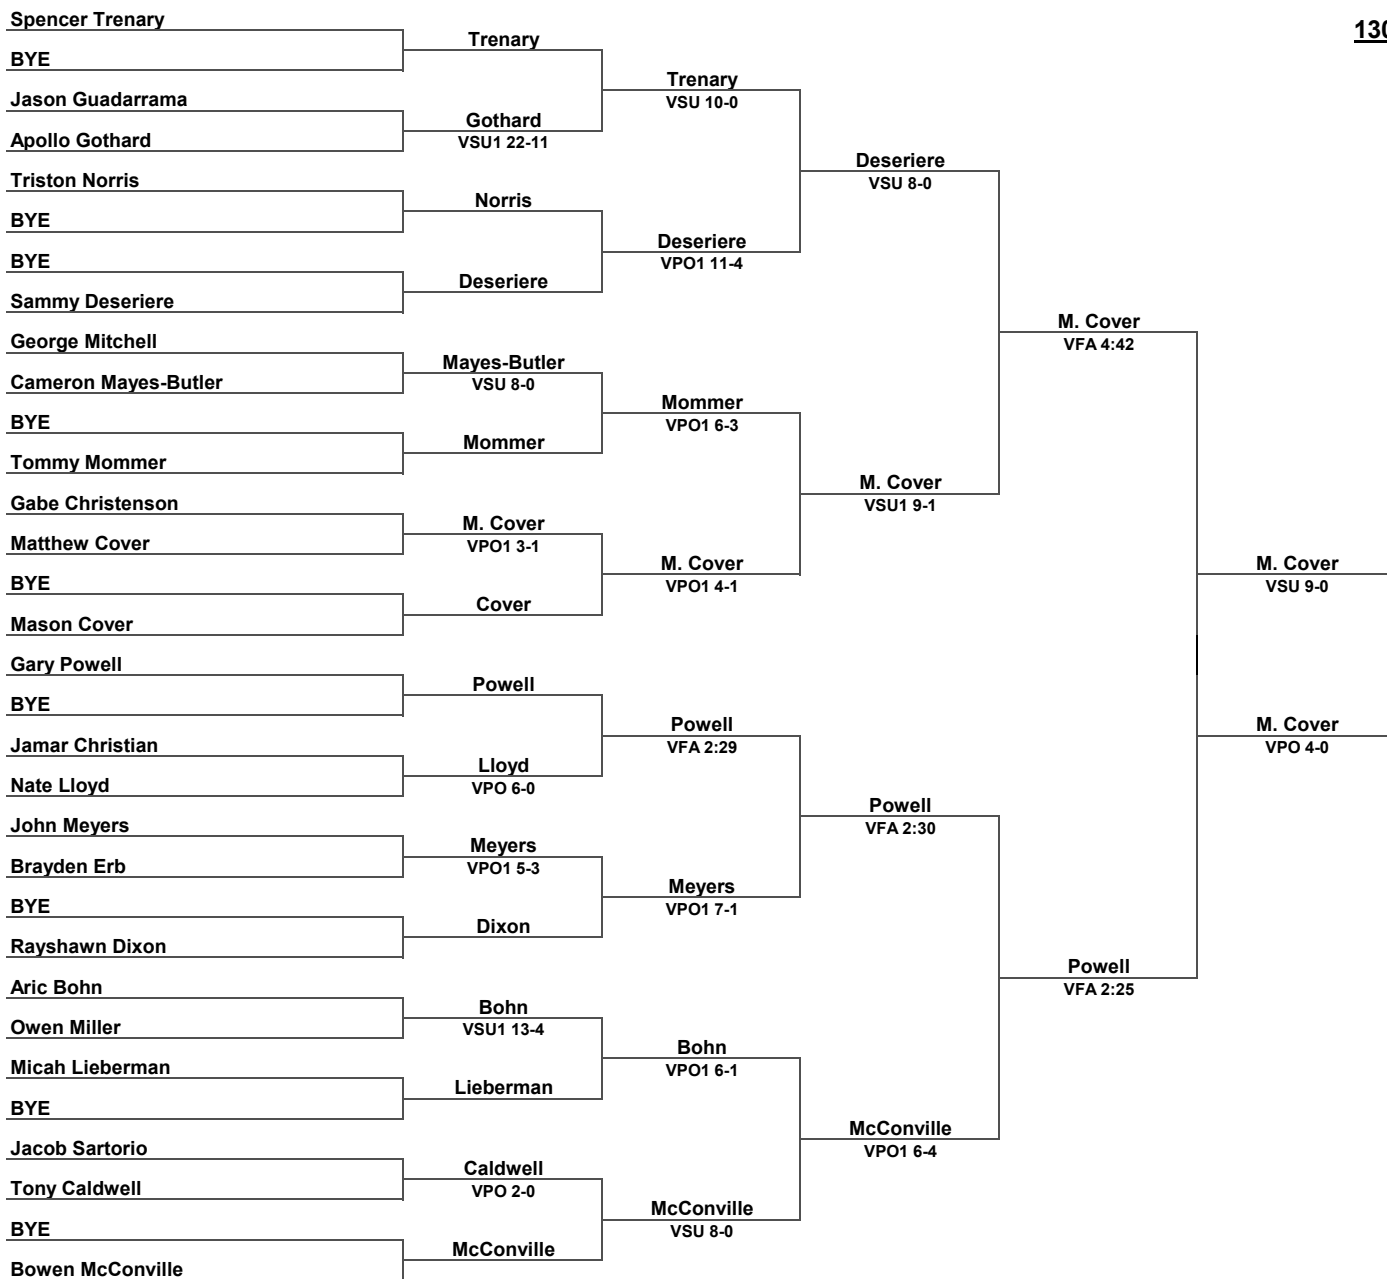 Spencer Trenary
BYE
Jason Guadarrama
Apollo Gothard
Triston Norris
BYE
BYE
Sammy Deseriere
George Mitchell
Cameron Mayes-Butler
BYE
Tommy Mommer
Gabe Christenson
Matthew Cover
BYE
Mason Cover
Gary Powell
BYE
Jamar Christian
Nate Lloyd
John Meyers
Brayden Erb
BYE
Rayshawn Dixon
Aric Bohn
Owen Miller
Micah Lieberman
BYE
Jacob Sartorio
Tony Caldwell
BYE
Bowen McConville
Trenary
Gothard
VSU1 22-11
Norris
Deseriere
Mayes-Butler
VSU 8-0
Mommer
M. Cover
VPO1 3-1
Cover
Powell
Lloyd
VPO 6-0
Meyers
VPO1 5-3
Dixon
Bohn
VSU1 13-4
Lieberman
Caldwell
VPO 2-0
McConville
Trenary
VSU 10-0
Deseriere
VPO1 11-4
Mommer
VPO1 6-3
M. Cover
VPO1 4-1
Powell
VFA 2:29
Meyers
VPO1 7-1
Bohn
VPO1 6-1
McConville
VSU 8-0
Deseriere
VSU 8-0
M. Cover
VSU1 9-1
Powell
VFA 2:30
McConville
VPO1 6-4
M. Cover
VFA 4:42
Powell
VFA 2:25
M. Cover
VSU 9-0
M. Cover
VPO 4-0
130